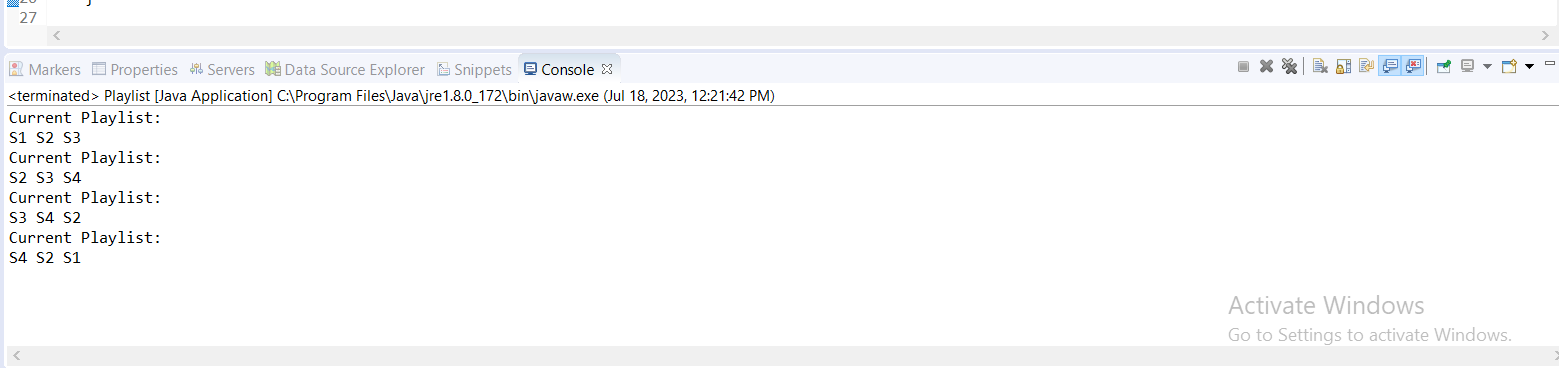 27
Markers Properties Servers Data Source Explorer Snippets Console
<terminated> Playlist [Java Application] C:\Program Files\Java\jre1.8.0_172\bin\javaw.exe (Jul 18, 2023, 12:21:42 PM)
Current Playlist:
S1 S2 S3
Current Playlist:
S2 S3 S4
Current Playlist:
S3 S4 S2
Current Playlist:
S4 S2 S1
Activate Windows
Go to Settings to activate Windows.